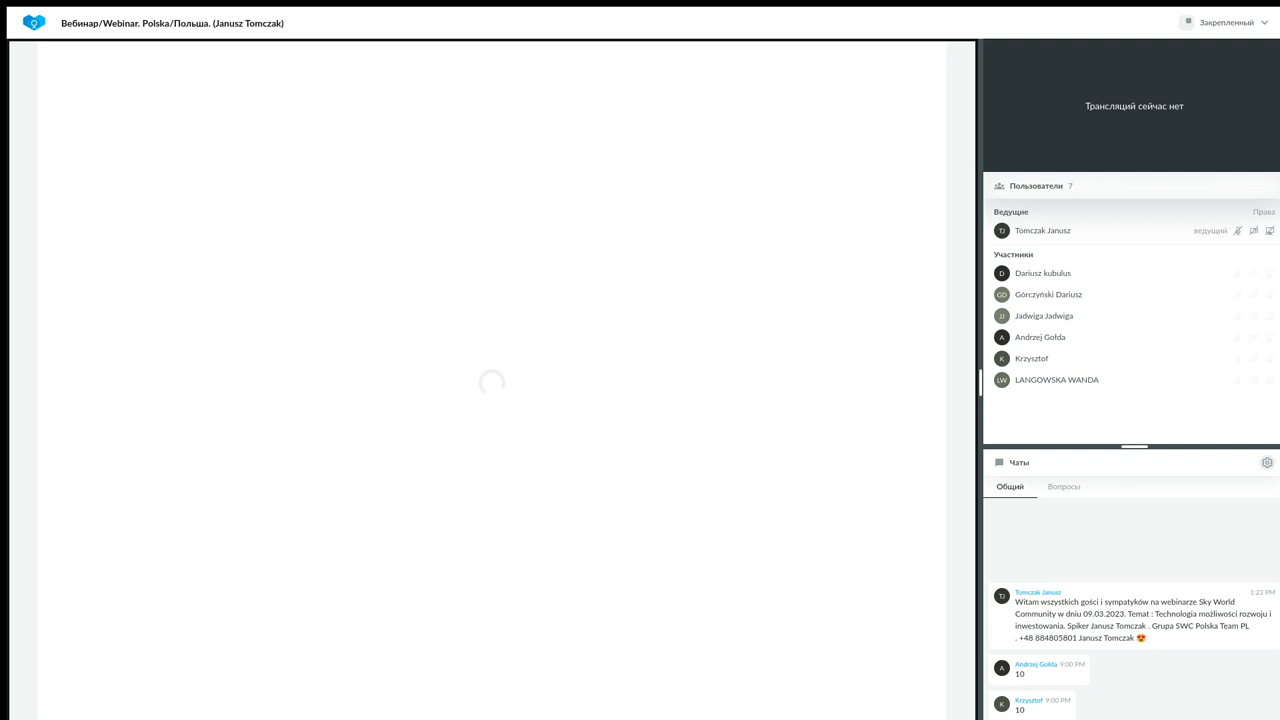 Вебинар/Webinar. Polska/Польша. (Janusz Tomczak)
Закрепленный
Трансляций сейчас нет
Пользователи 7
Ведущие Права
TJ Tomczak Janusz ведущий
Участники
D Dariusz kubulus
GD Górczyński Dariusz
JJ Jadwiga Jadwiga
A Andrzej Gołda
K Krzysztof
LW LANGOWSKA WANDA
Чаты
Общий Вопросы
TJ Tomczak Janusz 1:23 PM
Witam wszystkich gości i sympatyków na webinarze Sky World
Community w dniu 09.03.2023. Temat : Technologia możliwości rozwoju i
inwestowania. Spiker Janusz Tomczak . Grupa SWC Polska Team PL
. +48 884805801 Janusz Tomczak 😍
A Andrzej Gołda 9:00 PM
10
K Krzysztof 9:00 PM
10